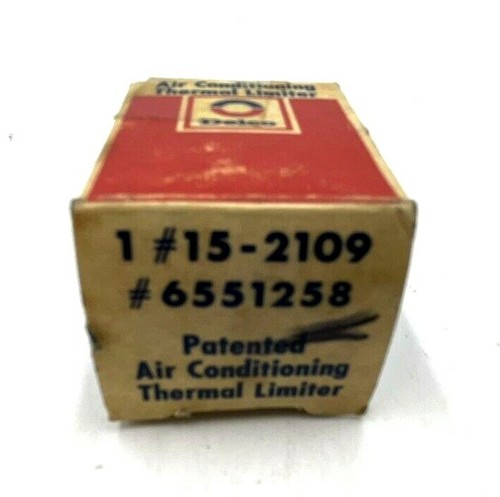 Air Conditioning
Thermal Limiter
Delco
1 #15-2109
#6551258
Patented
Air Conditioning
Thermal Limiter